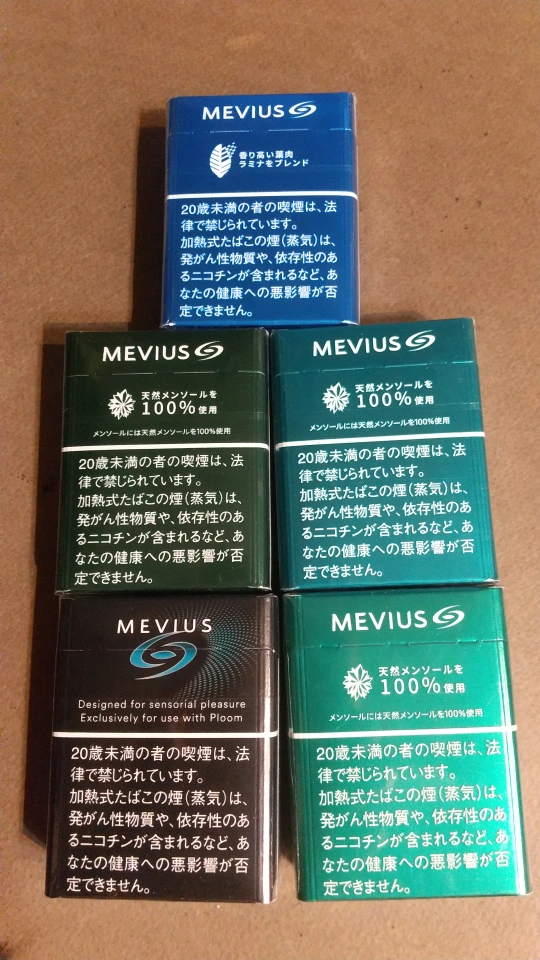 MEVIUS
香り高い葉肉
ラミナをブレンド
20歳未満の者の喫煙は、法
律で禁じられています。
加熱式たばこの煙(蒸気)は、
発がん性物質や、依存性のあ
るニコチンが含まれるなど、あ
なたの健康への悪影響が否
定できません。
MEVIUS
天然メンソールを
100%使用
メンソールには天然メンソールを100%使用
20歳未満の者の喫煙は、法
律で禁じられています。
加熱式たばこの煙(蒸気)は、
発がん性物質や、依存性のあ
るニコチンが含まれるなど、あ
なたの健康への悪影響が否
定できません。
MEVIUS
天然メンソールを
100%使用
メンソールには天然メンソールを100%使用
20歳未満の者の喫煙は、法
律で禁じられています。
加熱式たばこの煙(蒸気)は、
発がん性物質や、依存性のあ
るニコチンが含まれるなど、あ
なたの健康への悪影響が否
定できません。
MEVIUS
Designed for sensorial pleasure
Exclusively for use with Ploom
20歳未満の者の喫煙は、法
律で禁じられています。
加熱式たばこの煙(蒸気)は、
発がん性物質や、依存性のあ
るニコチンが含まれるなど、あ
なたの健康への悪影響が否
定できません。
MEVIUS
天然メンソールを
100%使用
メンソールには天然メンソールを100%使用
20歳未満の者の喫煙は、法
律で禁じられています。
加熱式たばこの煙(蒸気)は、
発がん性物質や、依存性のあ
るニコチンが含まれるなど、あ
なたの健康への悪影響が否
定できません。